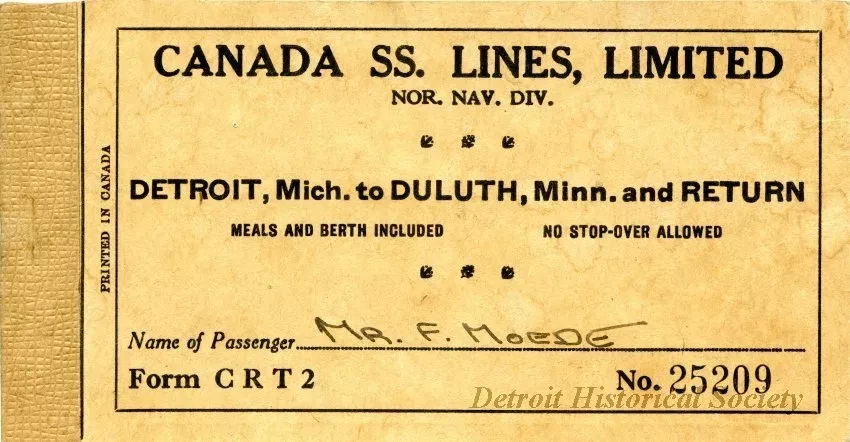 CANADA SS. LINES, LIMITED
NOR. NAV. DIV.
DETROIT, Mich. to DULUTH, Minn. and RETURN
MEALS AND BERTH INCLUDED NO STOP-OVER ALLOWED
PRINTED IN CANADA
Name of Passenger MR. F. MOEDE
Form CRT2 No. 25209
Detroit Historical Society